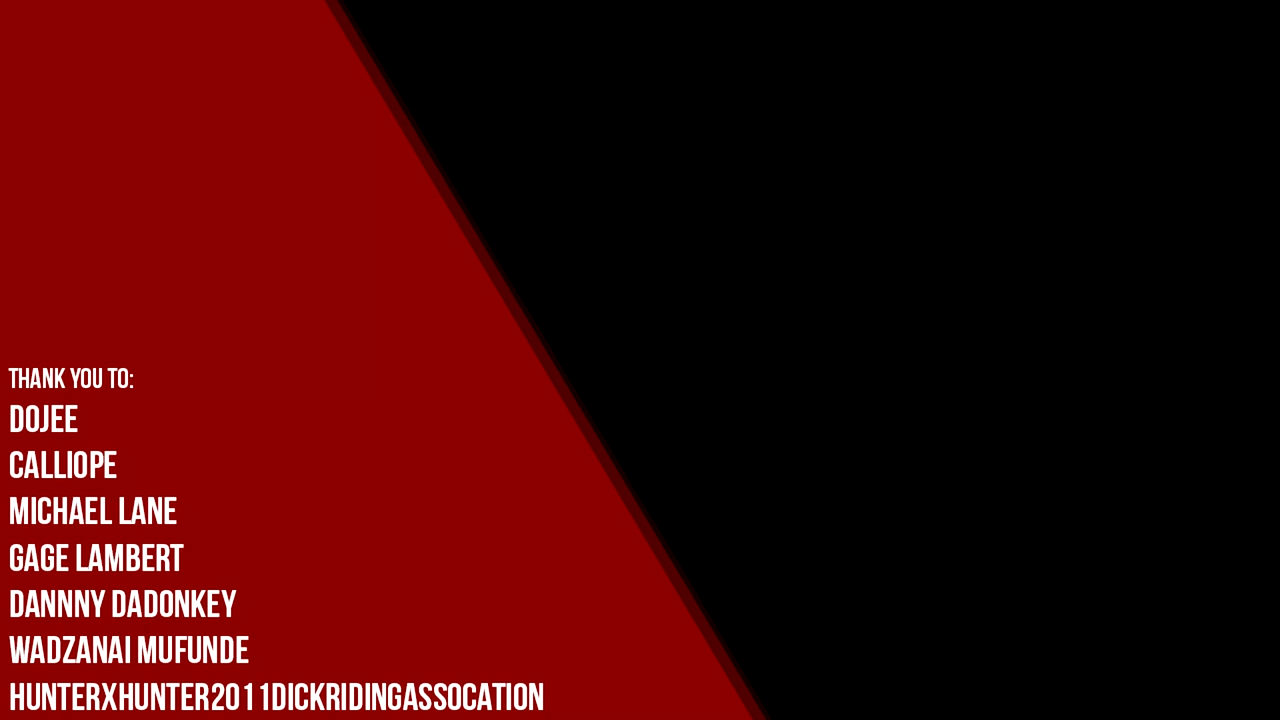 THANK YOU TO:
DOJEE
CALLIOPE
MICHAEL LANE
GAGE LAMBERT
DANNNY DADONKEY
WADZANAI MUFUNDE
HUNTERXHUNTER2011DICKRIDINGASSOCATION